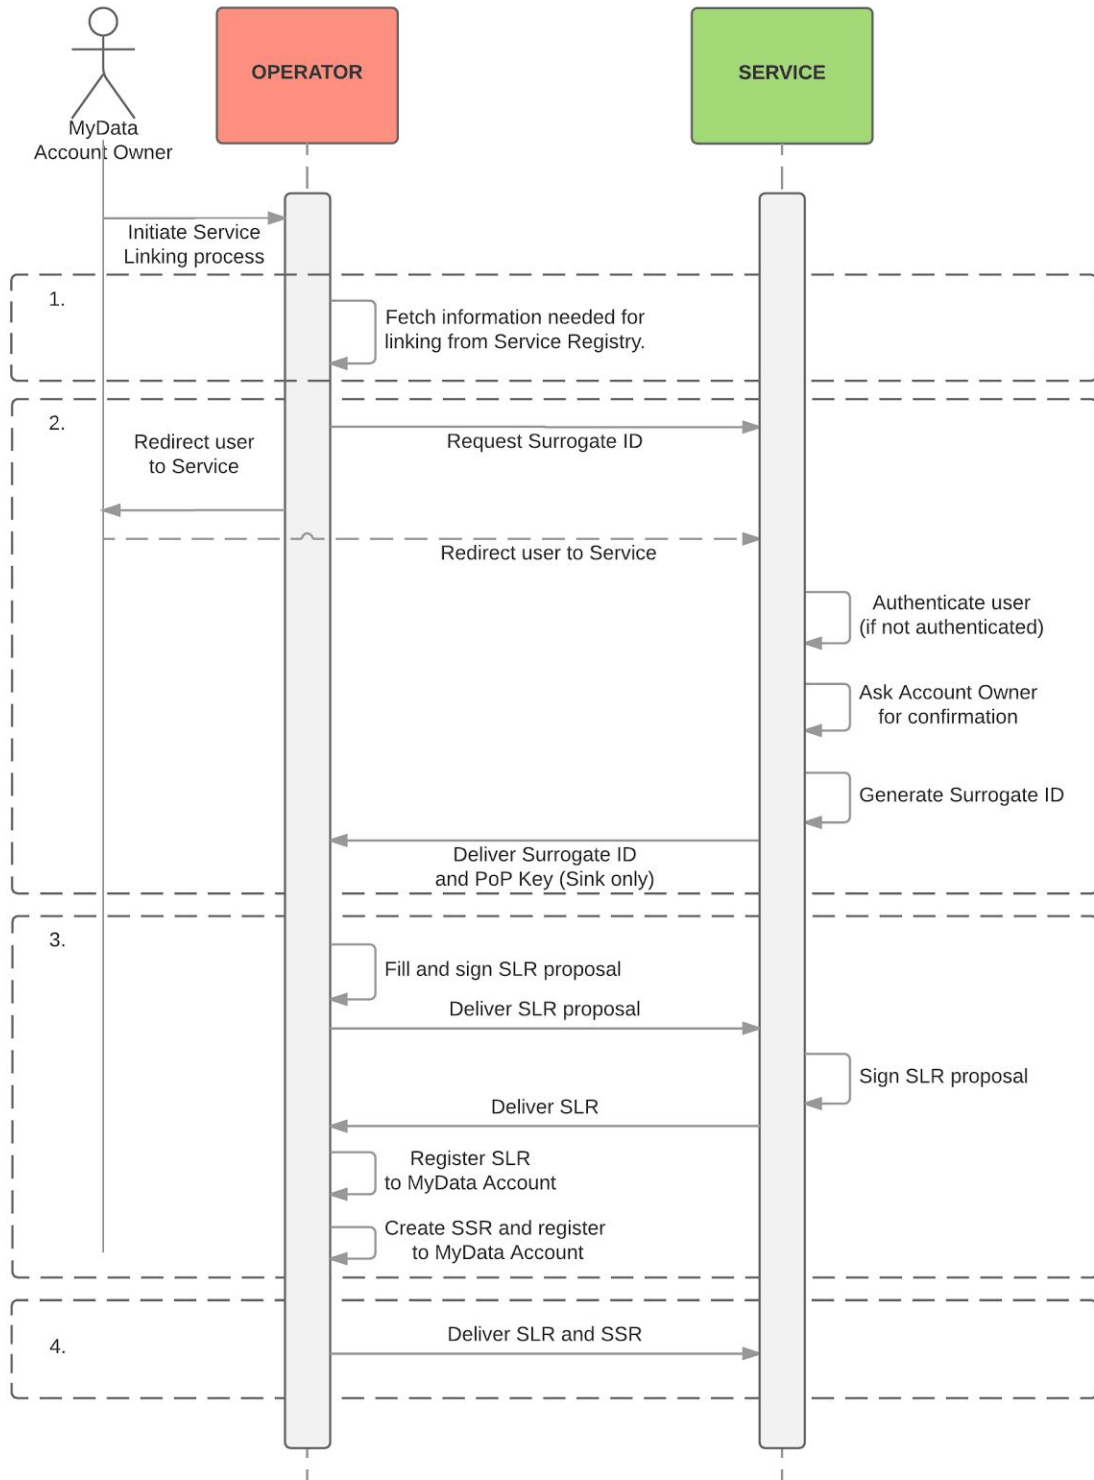 OPERATOR
SERVICE
MyData
Account Owner
Initiate Service
Linking process
1.
Fetch information needed for
linking from Service Registry.
2.
Request Surrogate ID
Redirect user
to Service
Redirect user to Service
Authenticate user
(if not authenticated)
Ask Account Owner
for confirmation
Generate Surrogate ID
Deliver Surrogate ID
and PoP Key (Sink only)
3.
Fill and sign SLR proposal
Deliver SLR proposal
Sign SLR proposal
Deliver SLR
Register SLR
to MyData Account
Create SSR and register
to MyData Account
4.
Deliver SLR and SSR